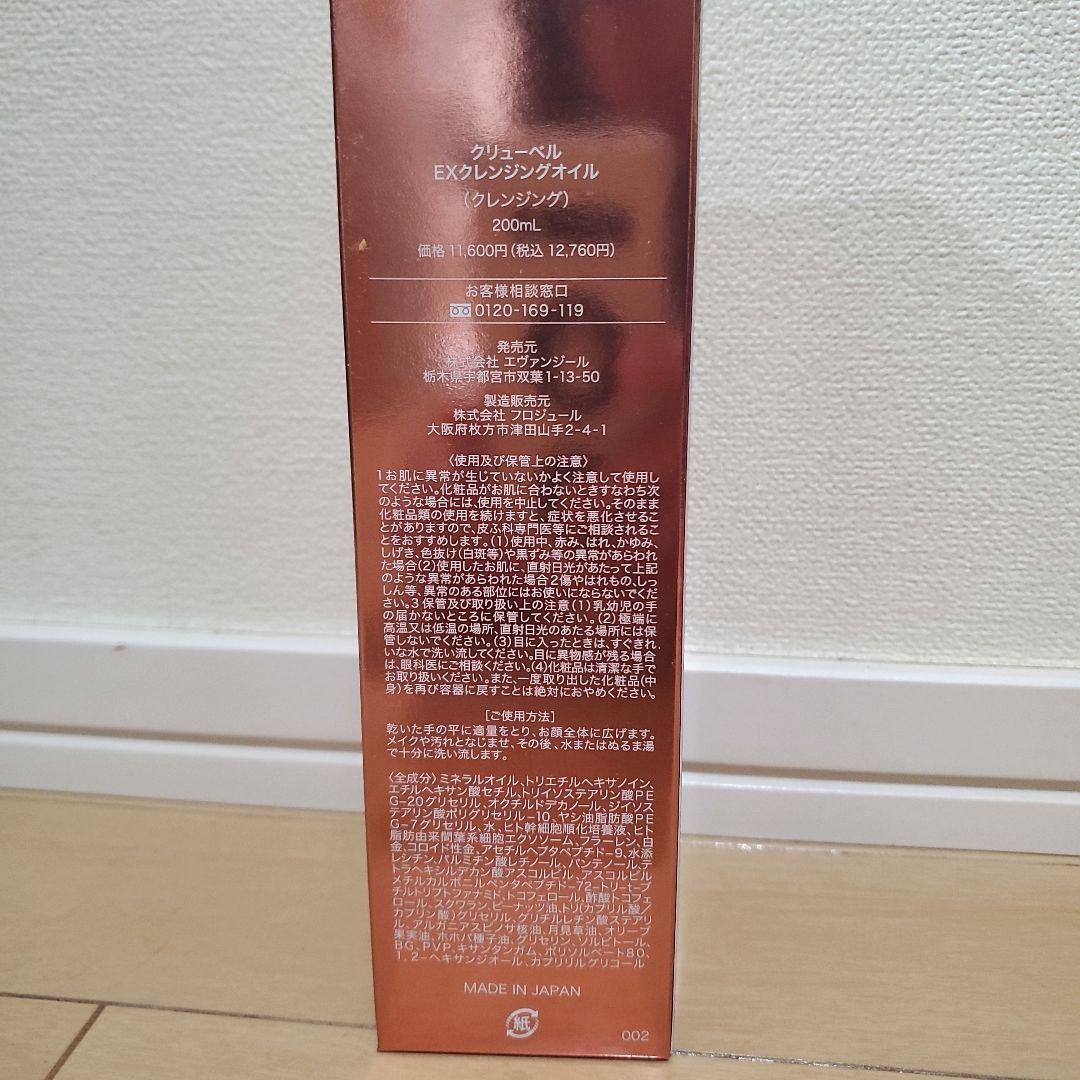 クリューベル
EXクレンジングオイル
(クレンジング)
200mL
価格 11,600円(税込 12,760円)
お客様相談窓口
0120-169-119
発売元
株式会社 エヴァンジール
栃木県宇都宮市双葉1-13-50
製造販売元
株式会社 フロジュール
大阪府枚方市津田山手2-4-1
〈使用及び保管上の注意〉
1お肌に異常が生じていないかよく注意して使用し
てください。化粧品がお肌に合わないときすなわち次
のような場合には、使用を中止してください。そのまま
化粧品類の使用を続けますと、症状を悪化させるこ
とがありますので、皮ふ科専門医等にご相談されるこ
とをおすすめします。(1)使用中、赤み、はれ、かゆみ、
しげき、色抜け(白斑等)や黒ずみ等の異常があらわれ
た場合(2)使用したお肌に、直射日光があたって上記
のような異常があらわれた場合2傷やはれもの、しっ
しん等、異常のある部位にはお使いにならないでくだ
さい。3保管及び取り扱い上の注意(1)乳幼児の手
の届かないところに保管してください。(2)極端に
高温又は低温の場所、直射日光のあたる場所には保
管しないでください。(3)目に入ったときは、すぐきれ
いな水で洗い流してください。目に異物感が残る場合
は、眼科医にご相談ください。(4)化粧品は清潔な手で
お取り扱いください。また、一度取り出した化粧品(中
身)を再び容器に戻すことは絶対におやめください。
[ご使用方法]
乾いた手の平に適量をとり、お顔全体に広げます。
メイクや汚れとなじませ、その後、水またはぬるま湯
で十分に洗い流します。
〈全成分〉ミネラルオイル、トリエチルヘキサノイン、
エチルヘキサン酸セチル、トリイソステアリン酸PE
G-20グリセリル、オクチルドデカノール、ジイソス
テアリン酸ポリグリセリル-10、ヤシ油脂肪酸PE
G-7グリセリル、水、ヒト幹細胞順化培養液、ヒト
脂肪由来間葉系細胞エクソソーム、フラーレン、白
金、コロイド性金、アセチルヘプタペプチド-9、水添
レシチン、パルミチン酸レチノール、パンテノール、テ
トラヘキシルデカン酸アスコルビル、アスコルビル
メチルカルボニルペンタペプチド-72-トリ-t-ブ
チルトリプトファナミド、トコフェロール、酢酸トコフェ
ロール、スクワラン、ピーナッツ油、トリ(カプリル酸/
カプリン酸)グリセリル、グリチルレチン酸ステアリ
ル、アルガニアスピノサ核油、月見草油、オリーブ
果実油、ホホバ種子油、グリセリン、ソルビトール、
BG、PVP、キサンタンガム、ポリソルベート80、
1,2-ヘキサンジオール、カプリリルグリコール
MADE IN JAPAN
紙
002